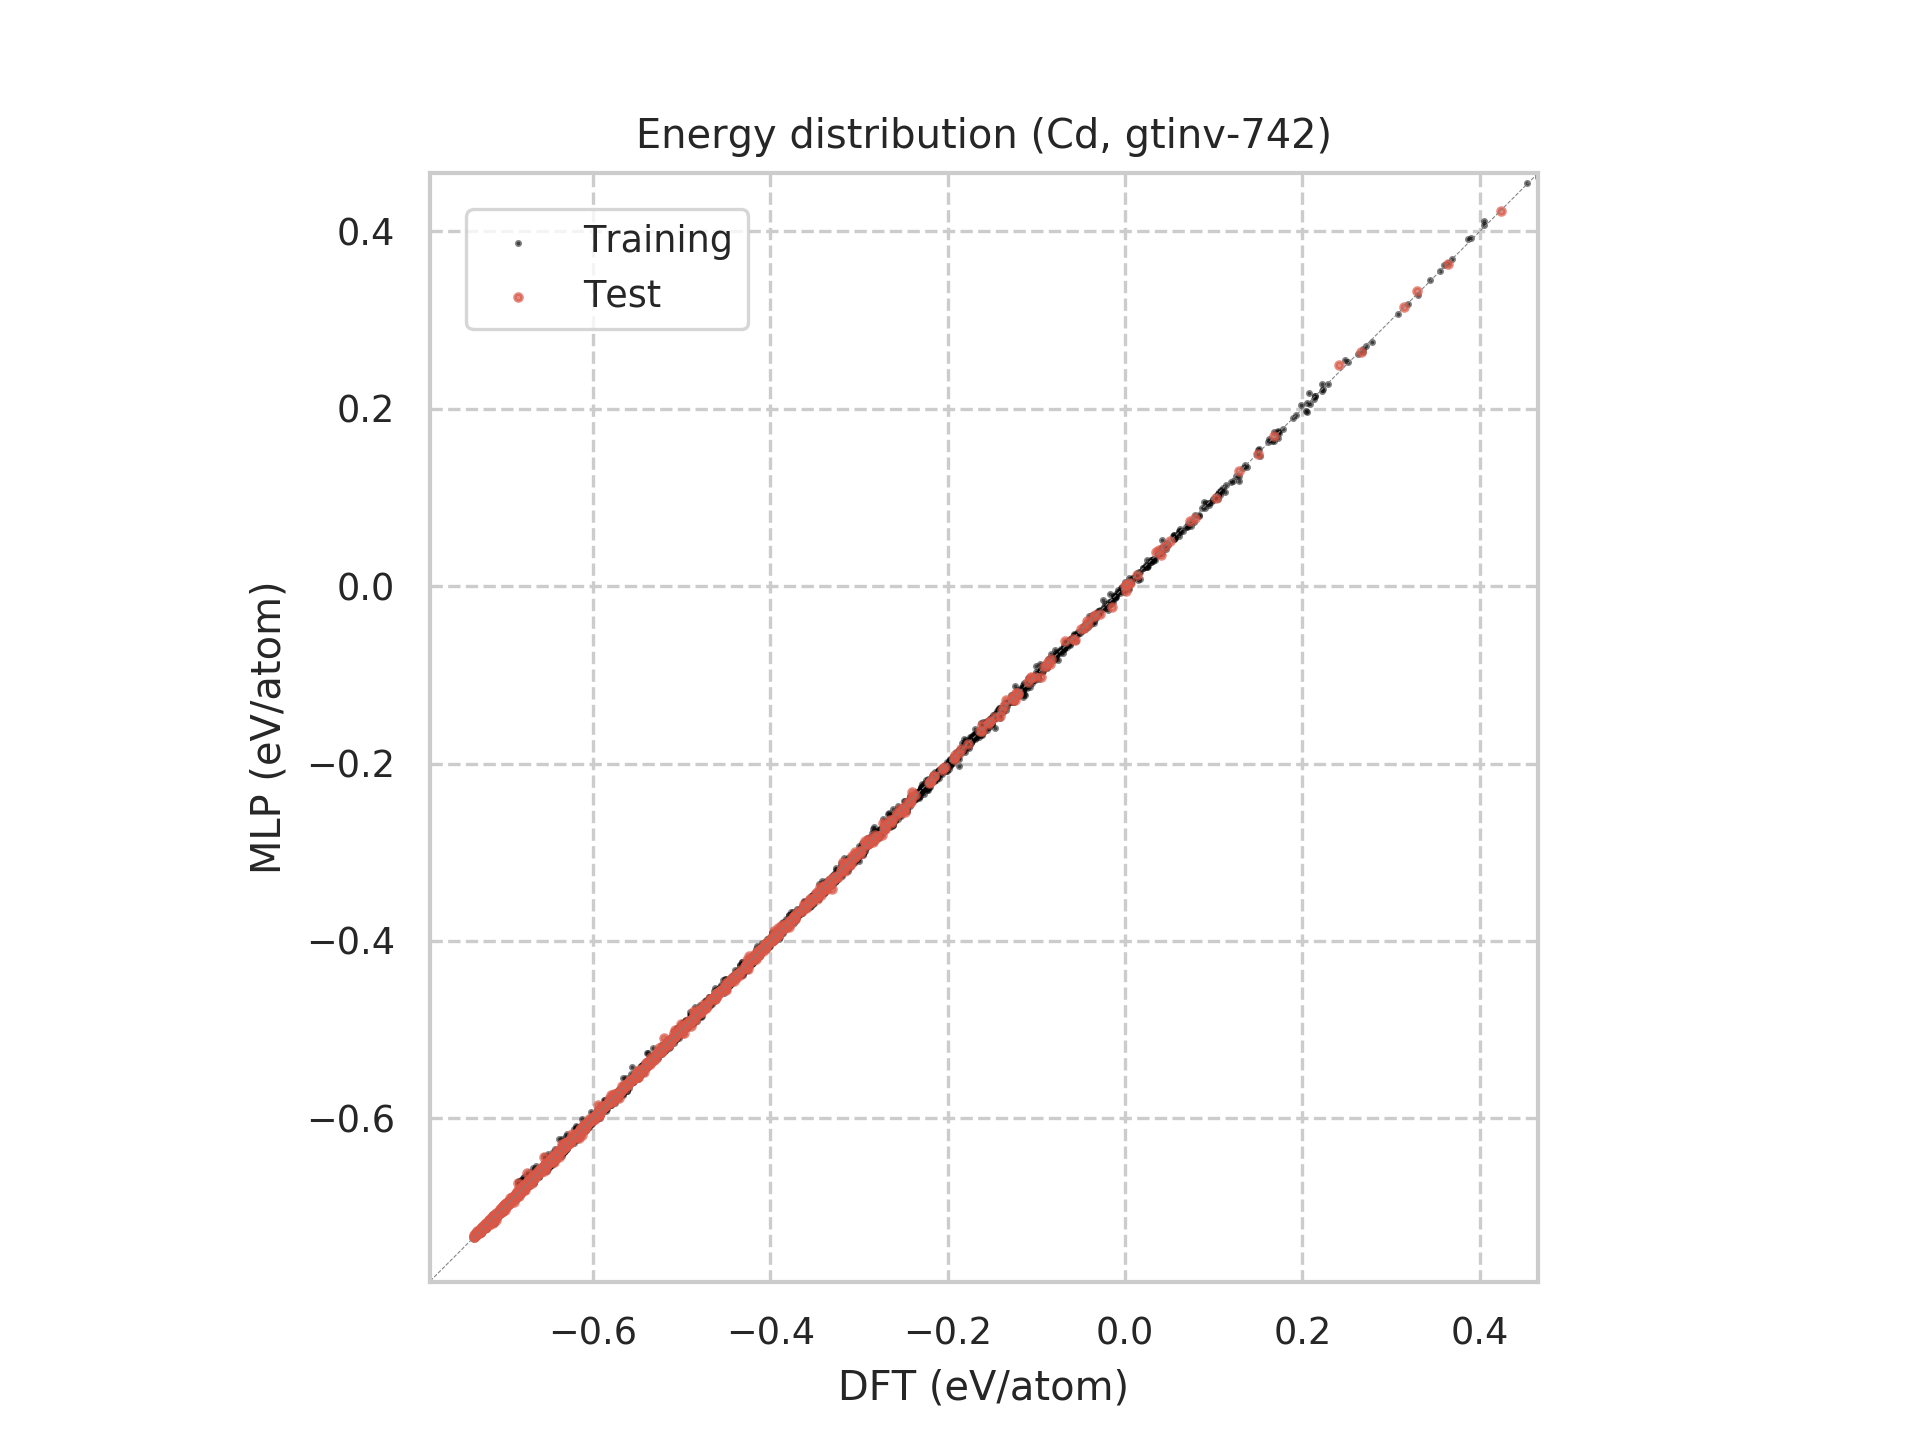 Energy distribution (Cd, gtinv-742)
Training
Test
MLP (eV/atom)
0.4
0.2
0.0
−0.2
−0.4
−0.6
−0.6 −0.4 −0.2 0.0 0.2 0.4
DFT (eV/atom)